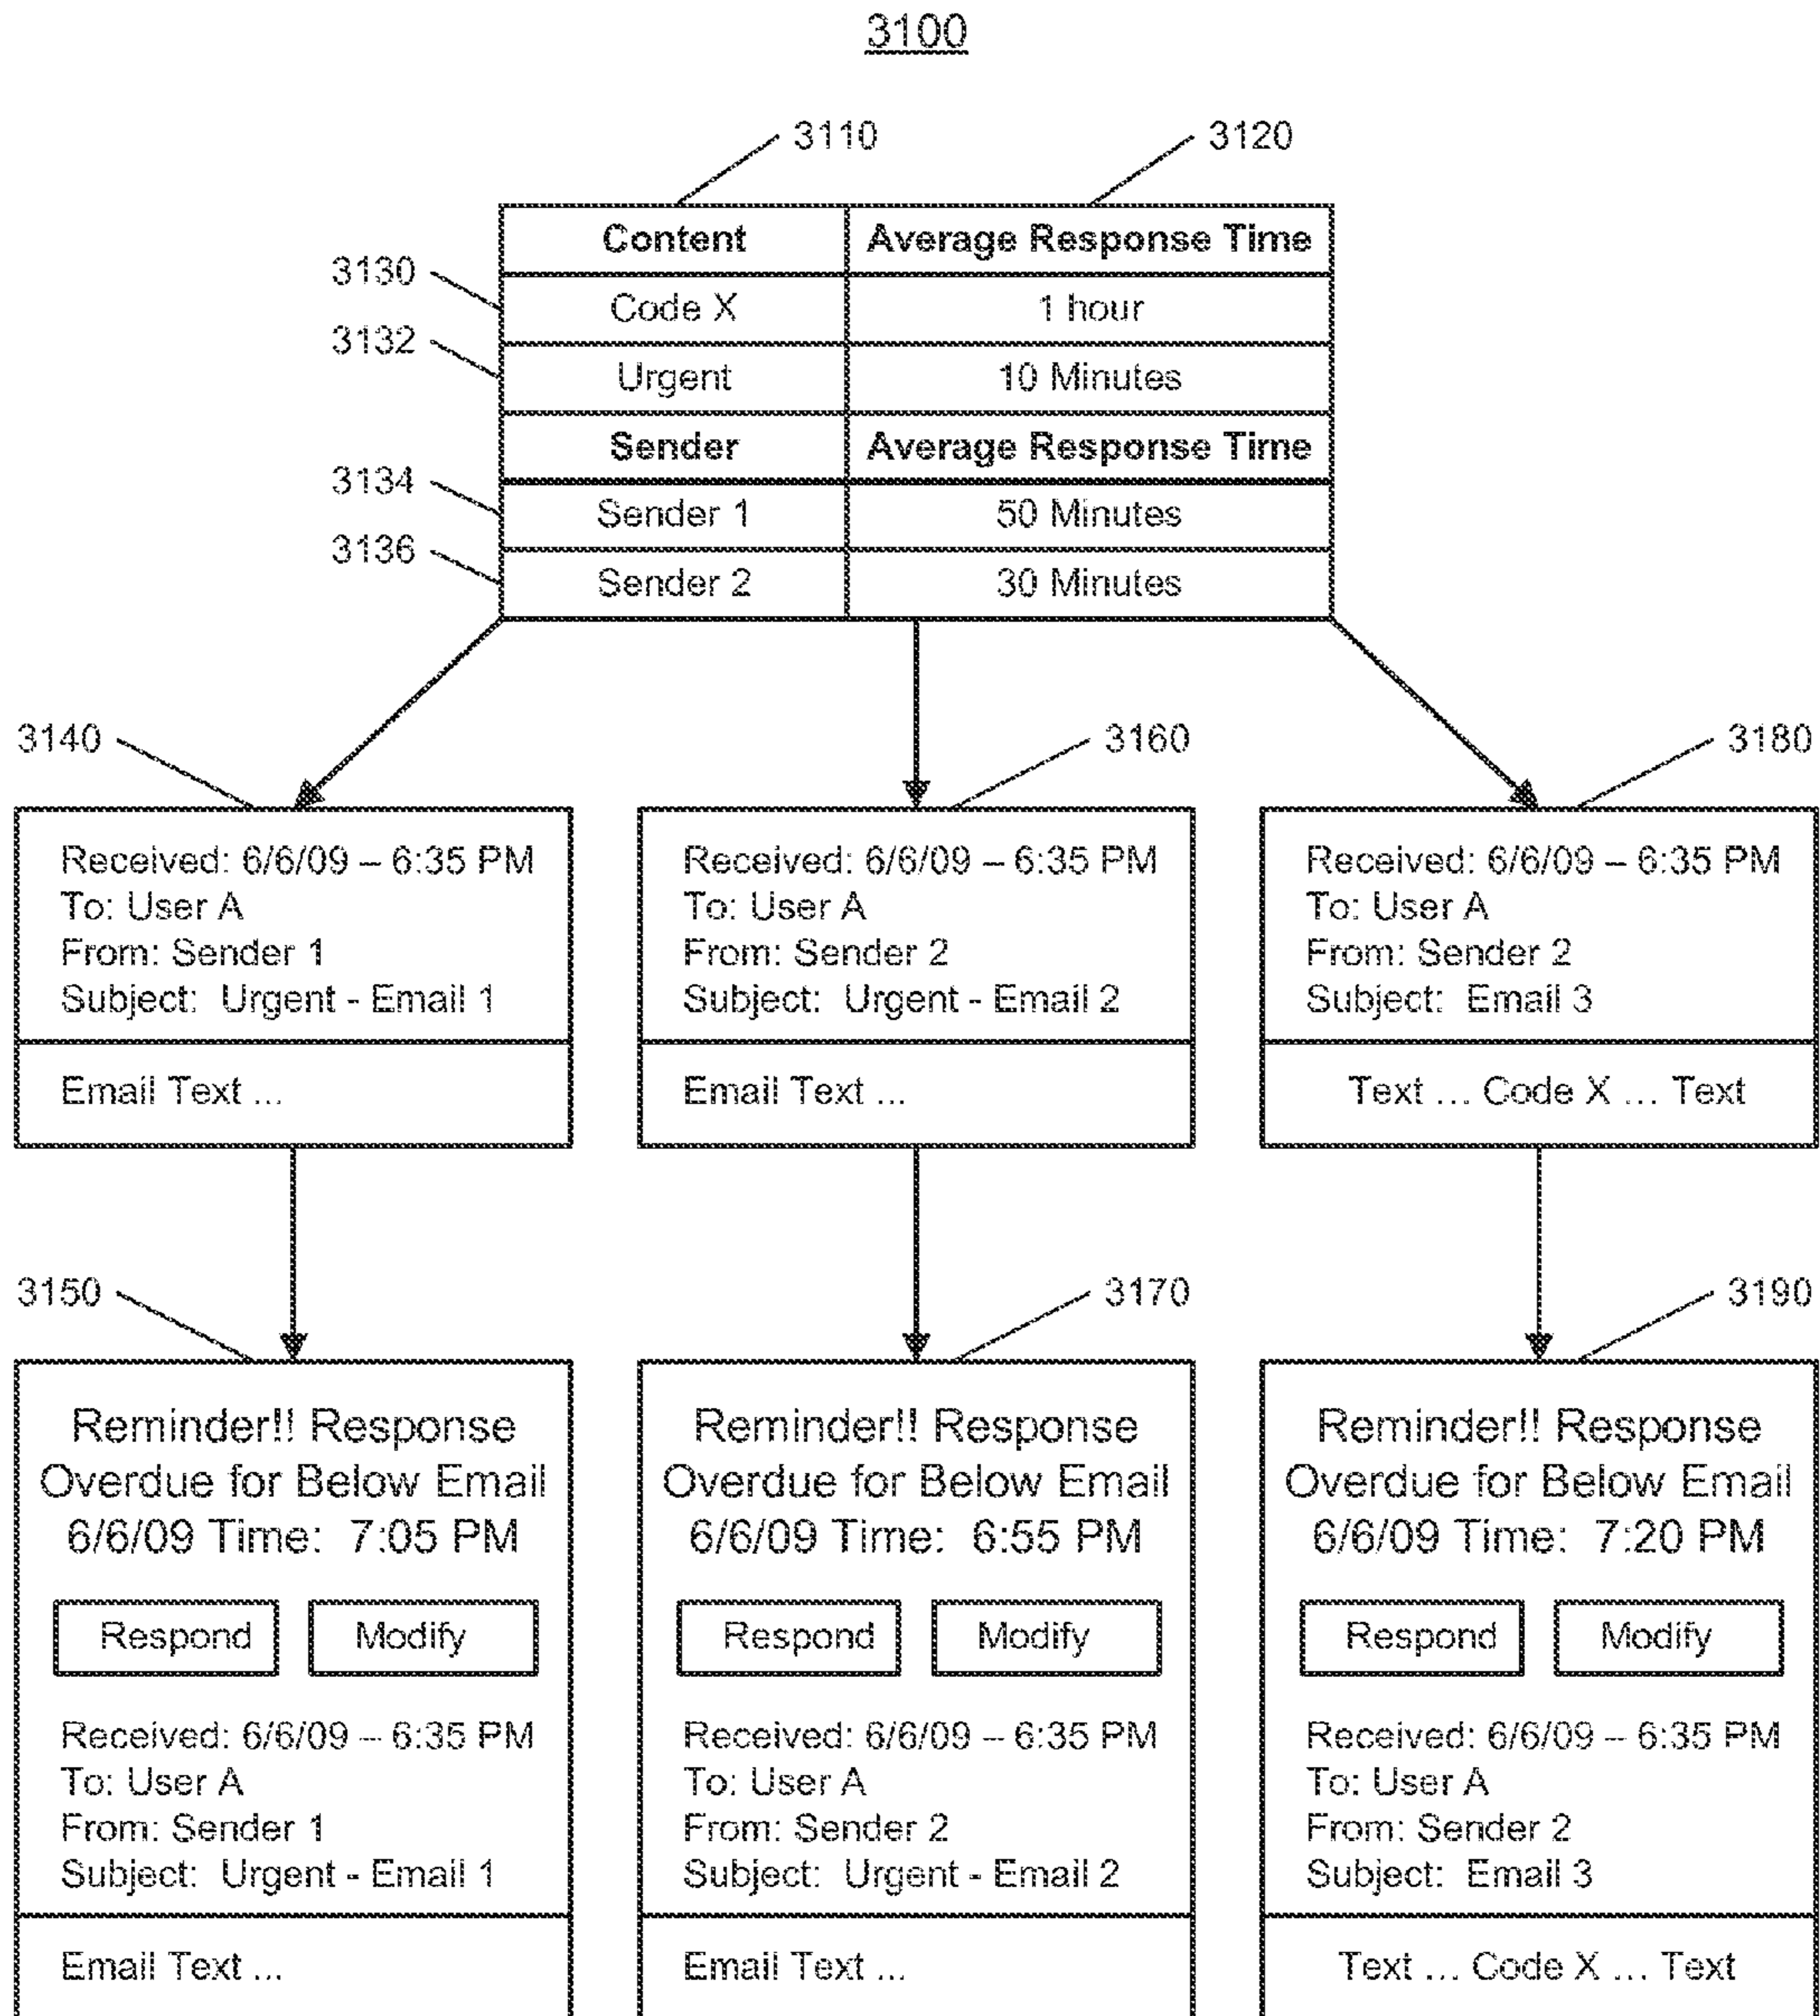 3100
3110
3120
Content Average Response Time
3130
Code X 1 hour
3132
Urgent 10 Minutes
Sender Average Response Time
3134
Sender 1 50 Minutes
3136
Sender 2 30 Minutes
3140
3160
3180
Received: 6/6/09 – 6:35 PM
To: User A
From: Sender 1
Subject: Urgent - Email 1
Email Text ...
Received: 6/6/09 – 6:35 PM
To: User A
From: Sender 2
Subject: Urgent - Email 2
Email Text ...
Received: 6/6/09 – 6:35 PM
To: User A
From: Sender 2
Subject: Email 3
Text ... Code X ... Text
3150
3170
3190
Reminder!! Response
Overdue for Below Email
6/6/09 Time: 7:05 PM
Respond Modify
Received: 6/6/09 – 6:35 PM
To: User A
From: Sender 1
Subject: Urgent - Email 1
Email Text ...
Reminder!! Response
Overdue for Below Email
6/6/09 Time: 6:55 PM
Respond Modify
Received: 6/6/09 – 6:35 PM
To: User A
From: Sender 2
Subject: Urgent - Email 2
Email Text ...
Reminder!! Response
Overdue for Below Email
6/6/09 Time: 7:20 PM
Respond Modify
Received: 6/6/09 – 6:35 PM
To: User A
From: Sender 2
Subject: Email 3
Text ... Code X ... Text